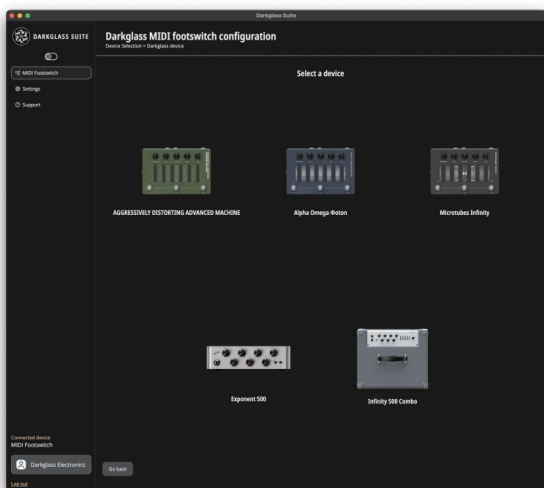 Darkglass Suite
DARKGLASS SUITE
Darkglass MIDI footswitch configuration
Device Selection > Darkglass device
MIDI Footswitch
Settings
Support
Select a device
AGGRESSIVELY DISTORTING ADVANCED MACHINE
Alpha Omega Φoton
Microtubes Infinity
Exponent 500
Infinity 500 Combo
Connected device
MIDI Footswitch
Darkglass Electronics
Go back
Log out